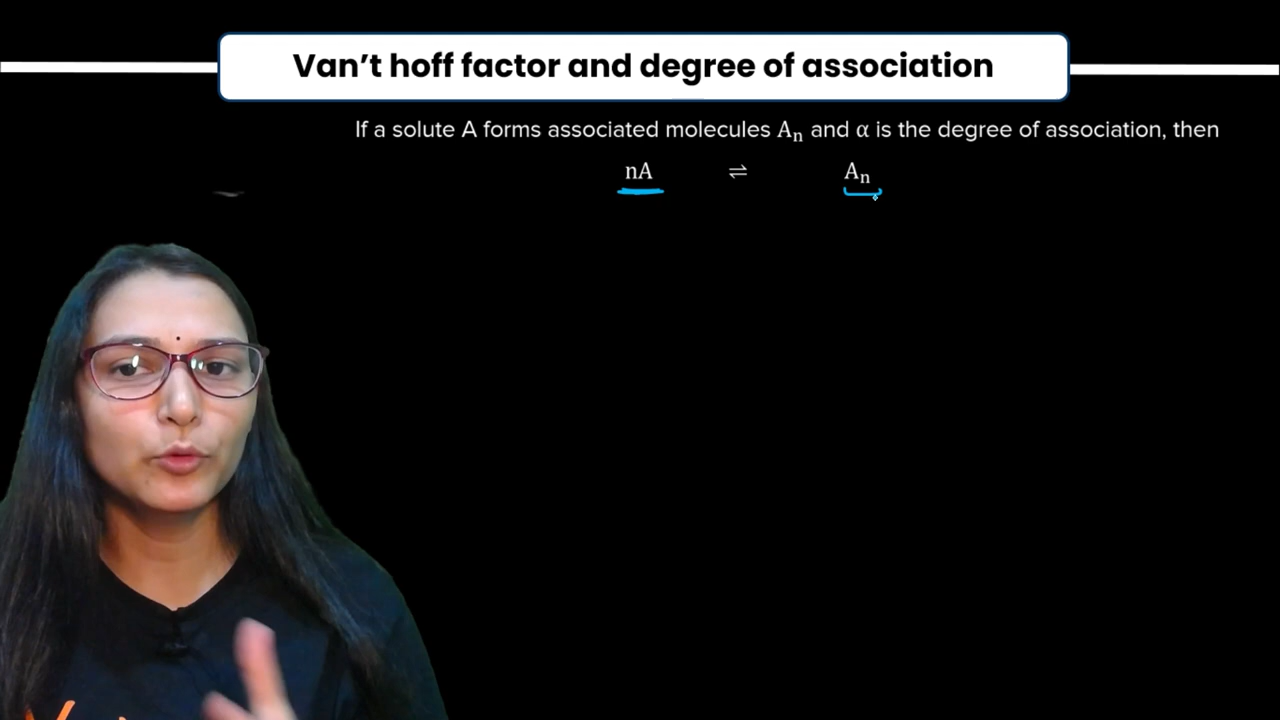 Van't hoff factor and degree of association
If a solute A forms associated molecules Aₙ and α is the degree of association, then
nA ⇌ Aₙ